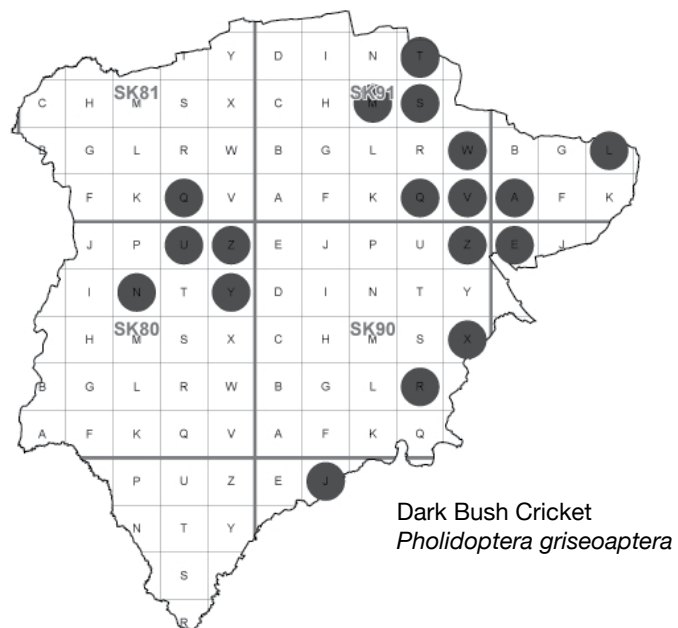 T Y D I N T
SK81 SK91
C H M S X C H M S
B G L R W B G L R W B G L
F K Q V A F K Q V A F K
J P U Z E J P U Z E J
I N T Y D I N T Y
H M S X C H M S X
SK80 SK90
B G L R W B G L R
A F K Q V A F K Q
P U Z E J
N T Y
S
R
Dark Bush Cricket
Pholidoptera griseoaptera